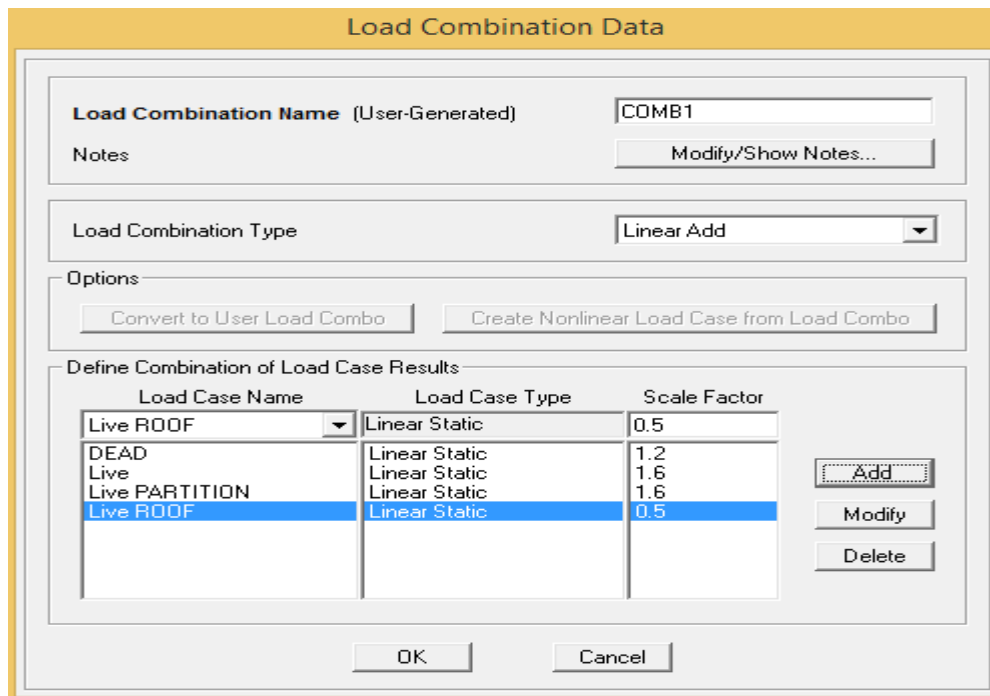 Load Combination Data
Load Combination Name (User-Generated) COMB1
Notes Modify/Show Notes...
Load Combination Type Linear Add
Options
Convert to User Load Combo Create Nonlinear Load Case from Load Combo
Define Combination of Load Case Results
Load Case Name Load Case Type Scale Factor
Live ROOF Linear Static 0.5
DEAD Linear Static 1.2
Live Linear Static 1.6
Live PARTITION Linear Static 1.6
Live ROOF Linear Static 0.5
Add
Modify
Delete
OK Cancel